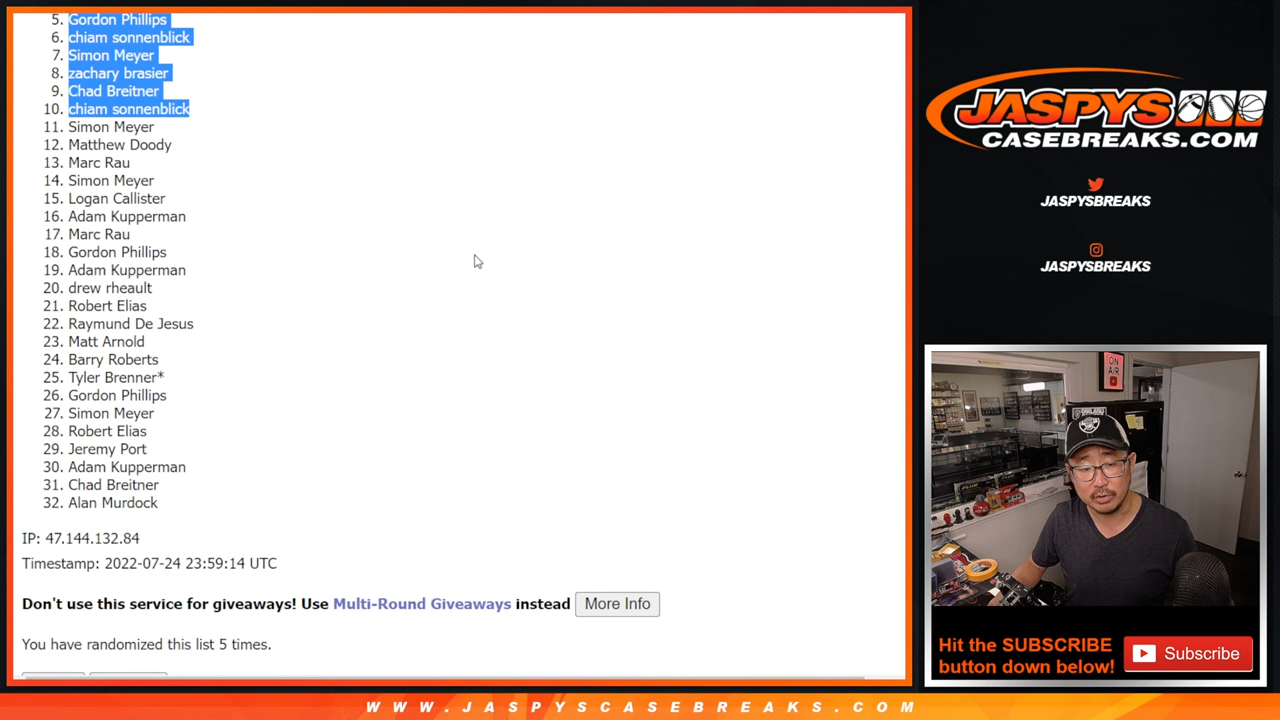 5. Gordon Phillips
6. chiam sonnenblick
7. Simon Meyer
8. zachary brasier
9. Chad Breitner
10. chiam sonnenblick
11. Simon Meyer
12. Matthew Doody
13. Marc Rau
14. Simon Meyer
15. Logan Callister
16. Adam Kupperman
17. Marc Rau
18. Gordon Phillips
19. Adam Kupperman
20. drew rheault
21. Robert Elias
22. Raymund De Jesus
23. Matt Arnold
24. Barry Roberts
25. Tyler Brenner*
26. Gordon Phillips
27. Simon Meyer
28. Robert Elias
29. Jeremy Port
30. Adam Kupperman
31. Chad Breitner
32. Alan Murdock
IP: 47.144.132.84
Timestamp: 2022-07-24 23:59:14 UTC
Don't use this service for giveaways! Use Multi-Round Giveaways instead More Info
You have randomized this list 5 times.
JASPYS
CASEBREAKS.COM
JASPYSBREAKS
JASPYSBREAKS
ON
AIR
Hit the SUBSCRIBE
button down below!
Subscribe
WWW.JASPYSCASEBREAKS.COM